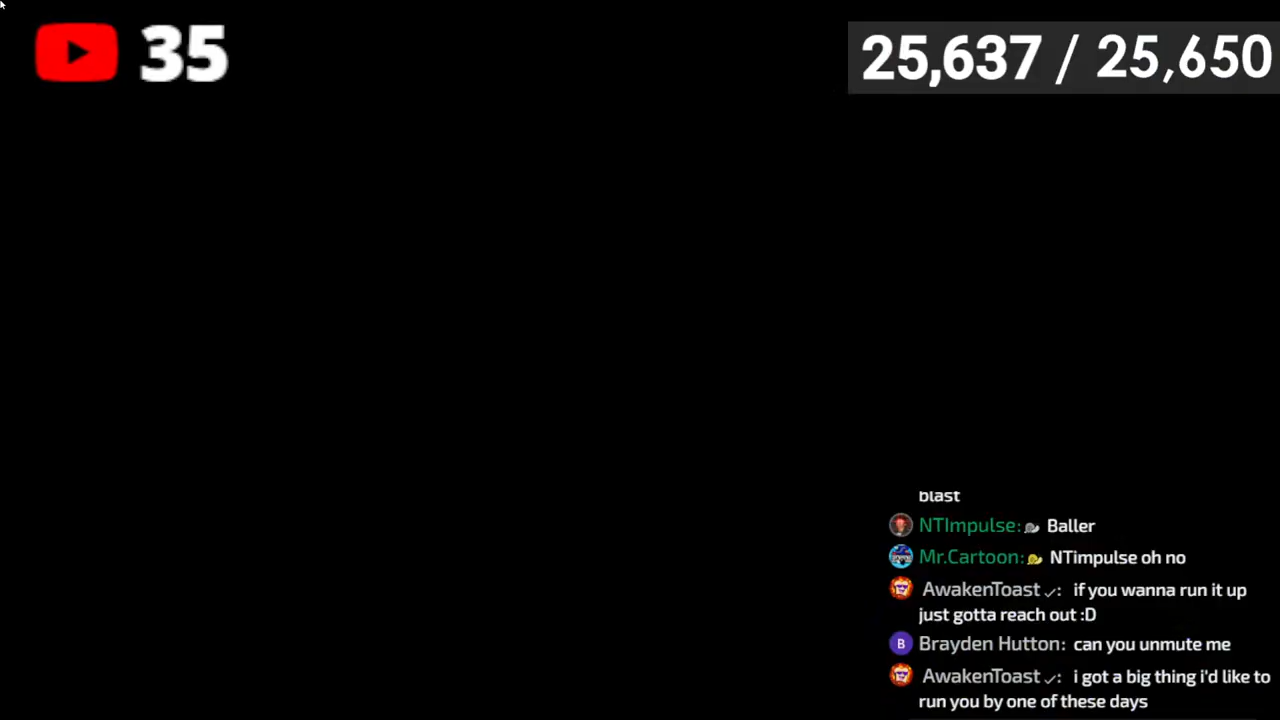 35
25,637 / 25,650
blast
NTImpulse: Baller
Mr.Cartoon: NTimpulse oh no
AwakenToast ✓: if you wanna run it up
just gotta reach out :D
B Brayden Hutton: can you unmute me
AwakenToast ✓: i got a big thing i'd like to
run you by one of these days